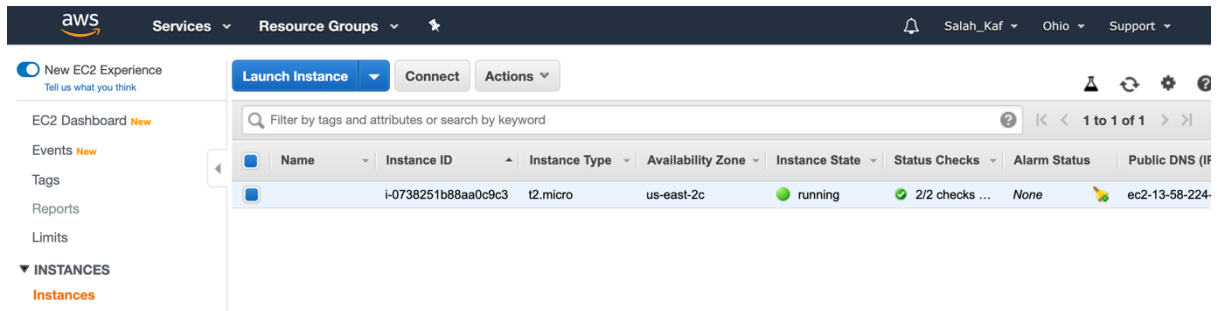 aws Services Resource Groups Salah_Kaf Ohio Support
New EC2 Experience
Tell us what you think
Launch Instance Connect Actions
EC2 Dashboard New
Filter by tags and attributes or search by keyword
1 to 1 of 1
Events New
Name Instance ID Instance Type Availability Zone Instance State Status Checks Alarm Status Public DNS (IP
Tags
i-0738251b88aa0c9c3 t2.micro us-east-2c running 2/2 checks ... None ec2-13-58-224-
Reports
Limits
INSTANCES
Instances